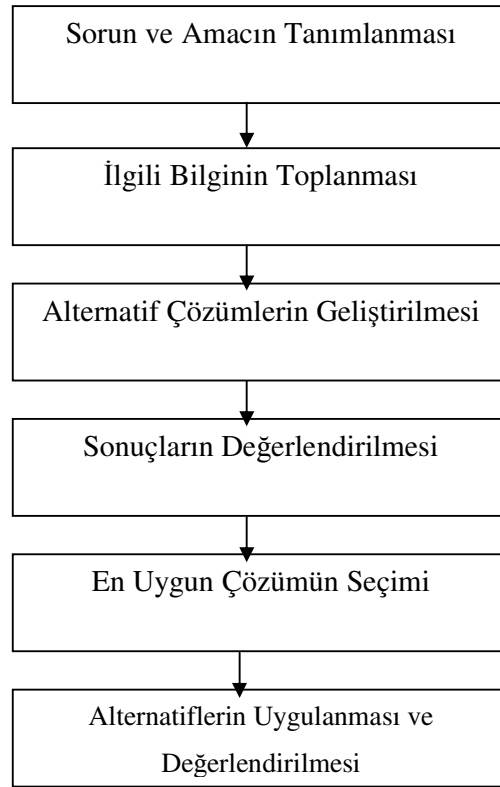 Sorun ve Amacın Tanımlanması
İlgili Bilginin Toplanması
Alternatif Çözümlerin Geliştirilmesi
Sonuçların Değerlendirilmesi
En Uygun Çözümün Seçimi
Alternatiflerin Uygulanması ve
Değerlendirilmesi